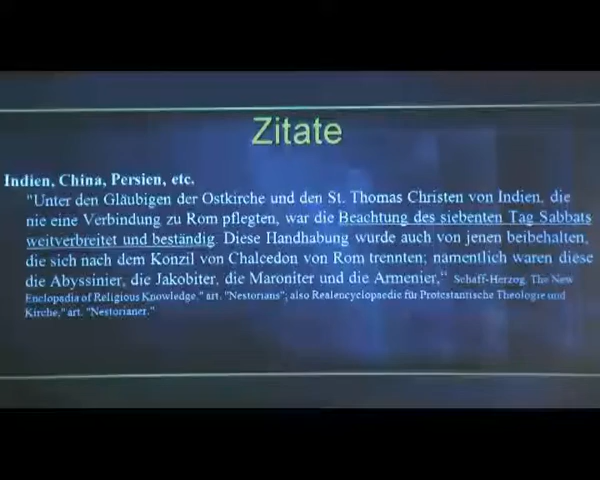 Zitate
Indien, China, Persien, etc.
"Unter den Gläubigen der Ostkirche und den St. Thomas Christen von Indien, die
nie eine Verbindung zu Rom pflegten, war die Beachtung des siebenten Tag Sabbats
weitverbreitet und beständig. Diese Handhabung wurde auch von jenen beibehalten,
die sich nach dem Konzil von Chalcedon von Rom trennten; namentlich waren diese
die Abyssinier, die Jakobiter, die Maroniter und die Armenier," Schaff-Herzog, The New
Enclopadia of Religious Knowledge," art. "Nestorians"; also Realencyclopaedie für Protestantische Theologie und
Kirche," art. "Nestorianer."